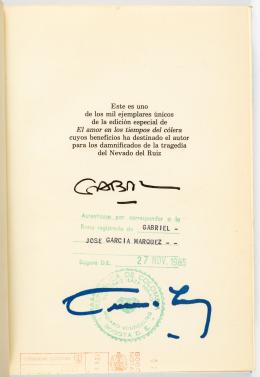 Este es uno
de los mil ejemplares únicos
de la edición especial de
El amor en los tiempos del cólera
cuyos beneficios ha destinado el autor
para los damnificados de la tragedia
del Nevado del Ruiz
GABRIEL
Autentico por corresponder a la
firma registrada de GABRIEL -
JOSE GARCIA MARQUEZ - -
Bogotá D.E. 27 NOV. 1985
BOGOTA D.E.